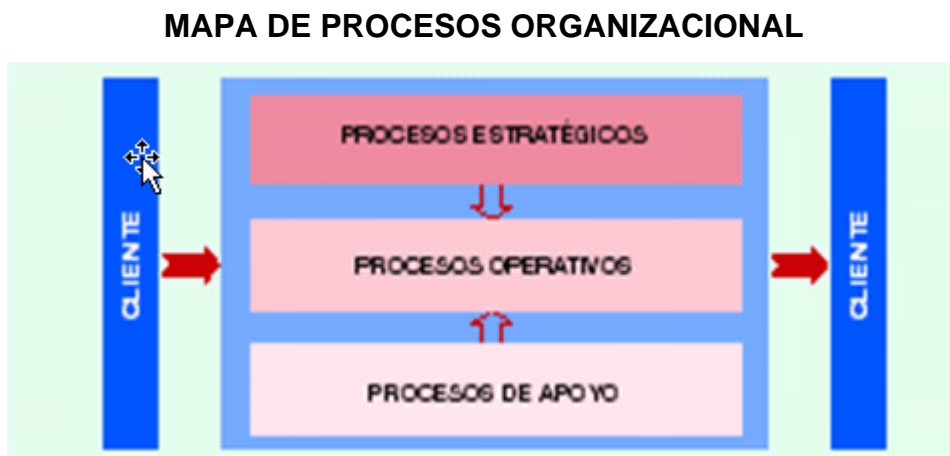 MAPA DE PROCESOS ORGANIZACIONAL
CLIENTE
PROCESOS ESTRATÉGICOS
PROCESOS OPERATIVOS
PROCESOS DE APOYO
CLIENTE